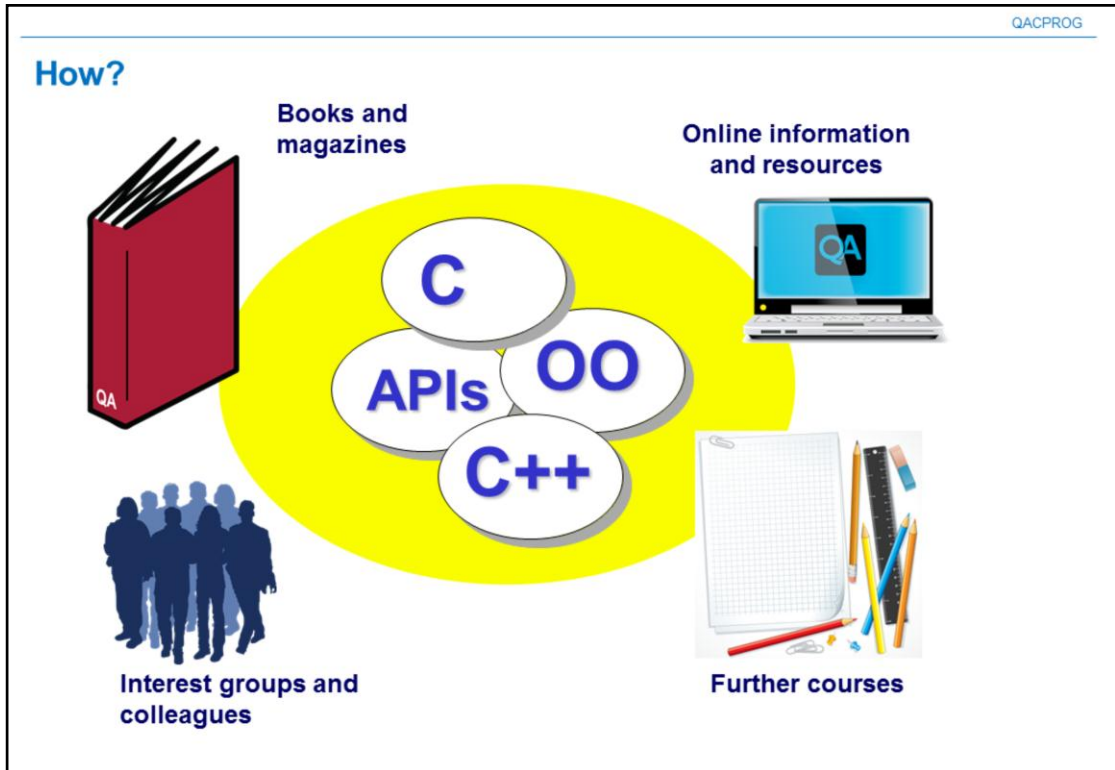 QACPROG
How?
Books and
magazines
Online information
and resources
QA
C
OO
APIs
QA
C++
Interest groups and
colleagues
Further courses